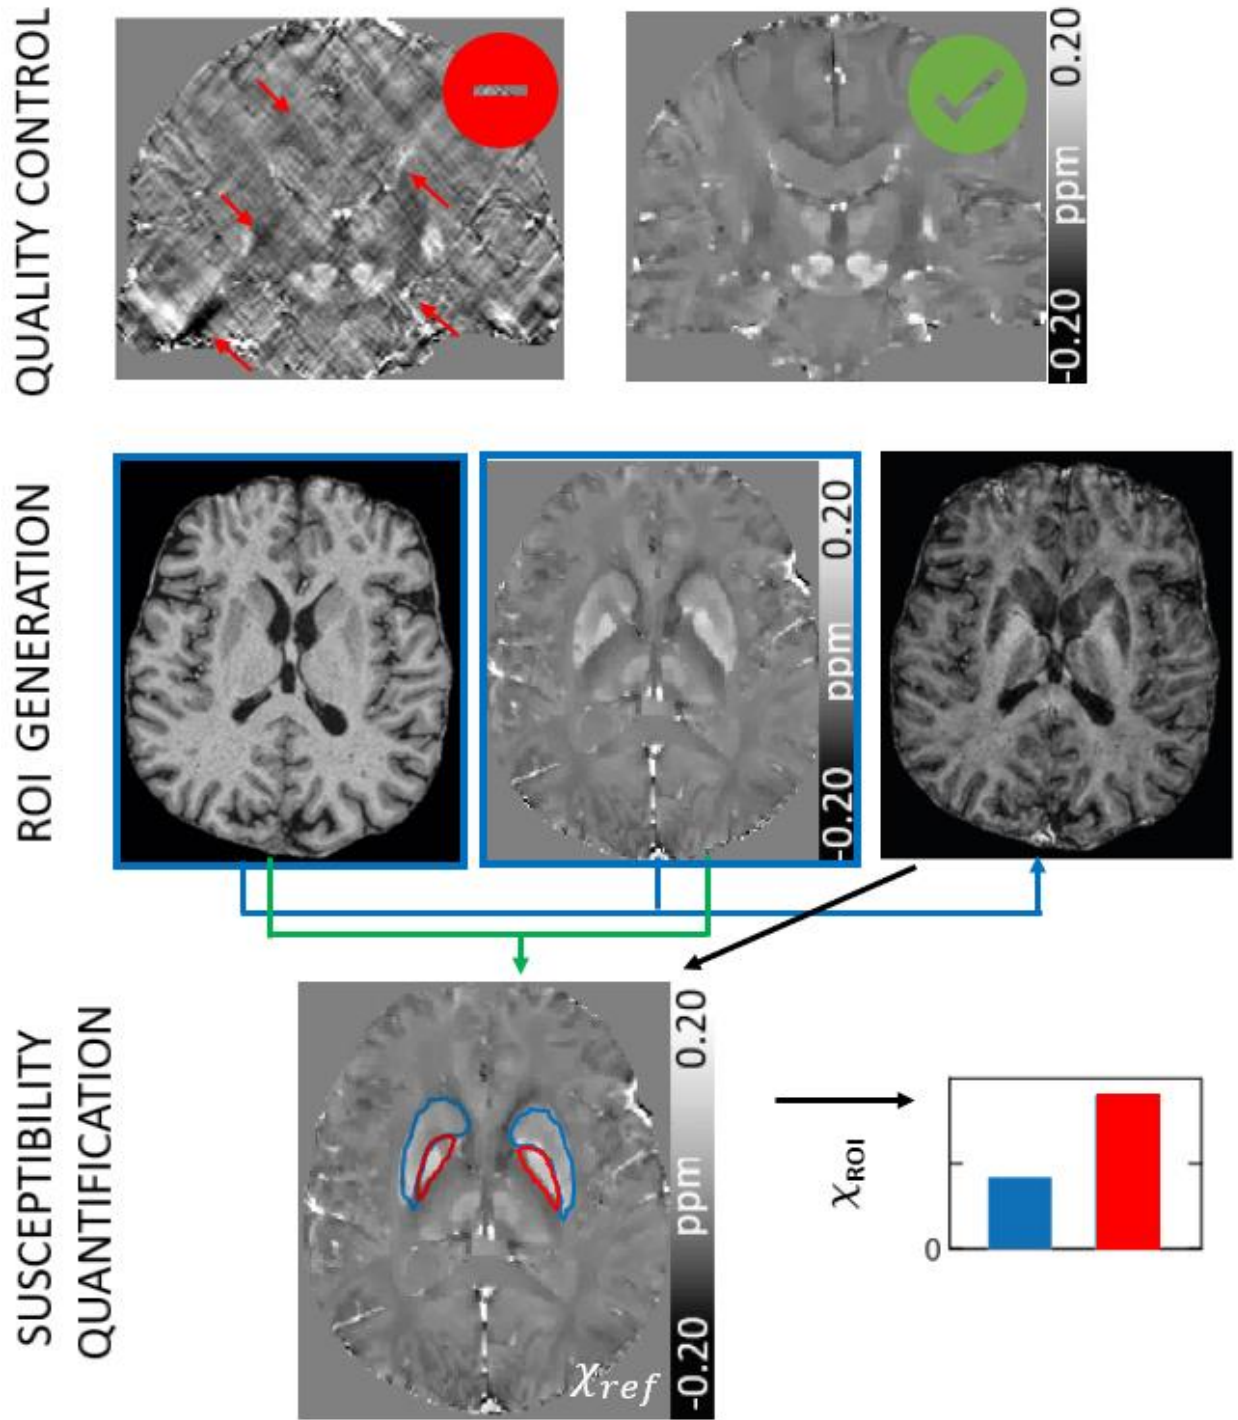 QUALITY CONTROL
0.20
ppm
-0.20
ROI GENERATION
0.20
ppm
-0.20
SUSCEPTIBILITY
QUANTIFICATION
0.20
ppm
-0.20
χref
χROI
0